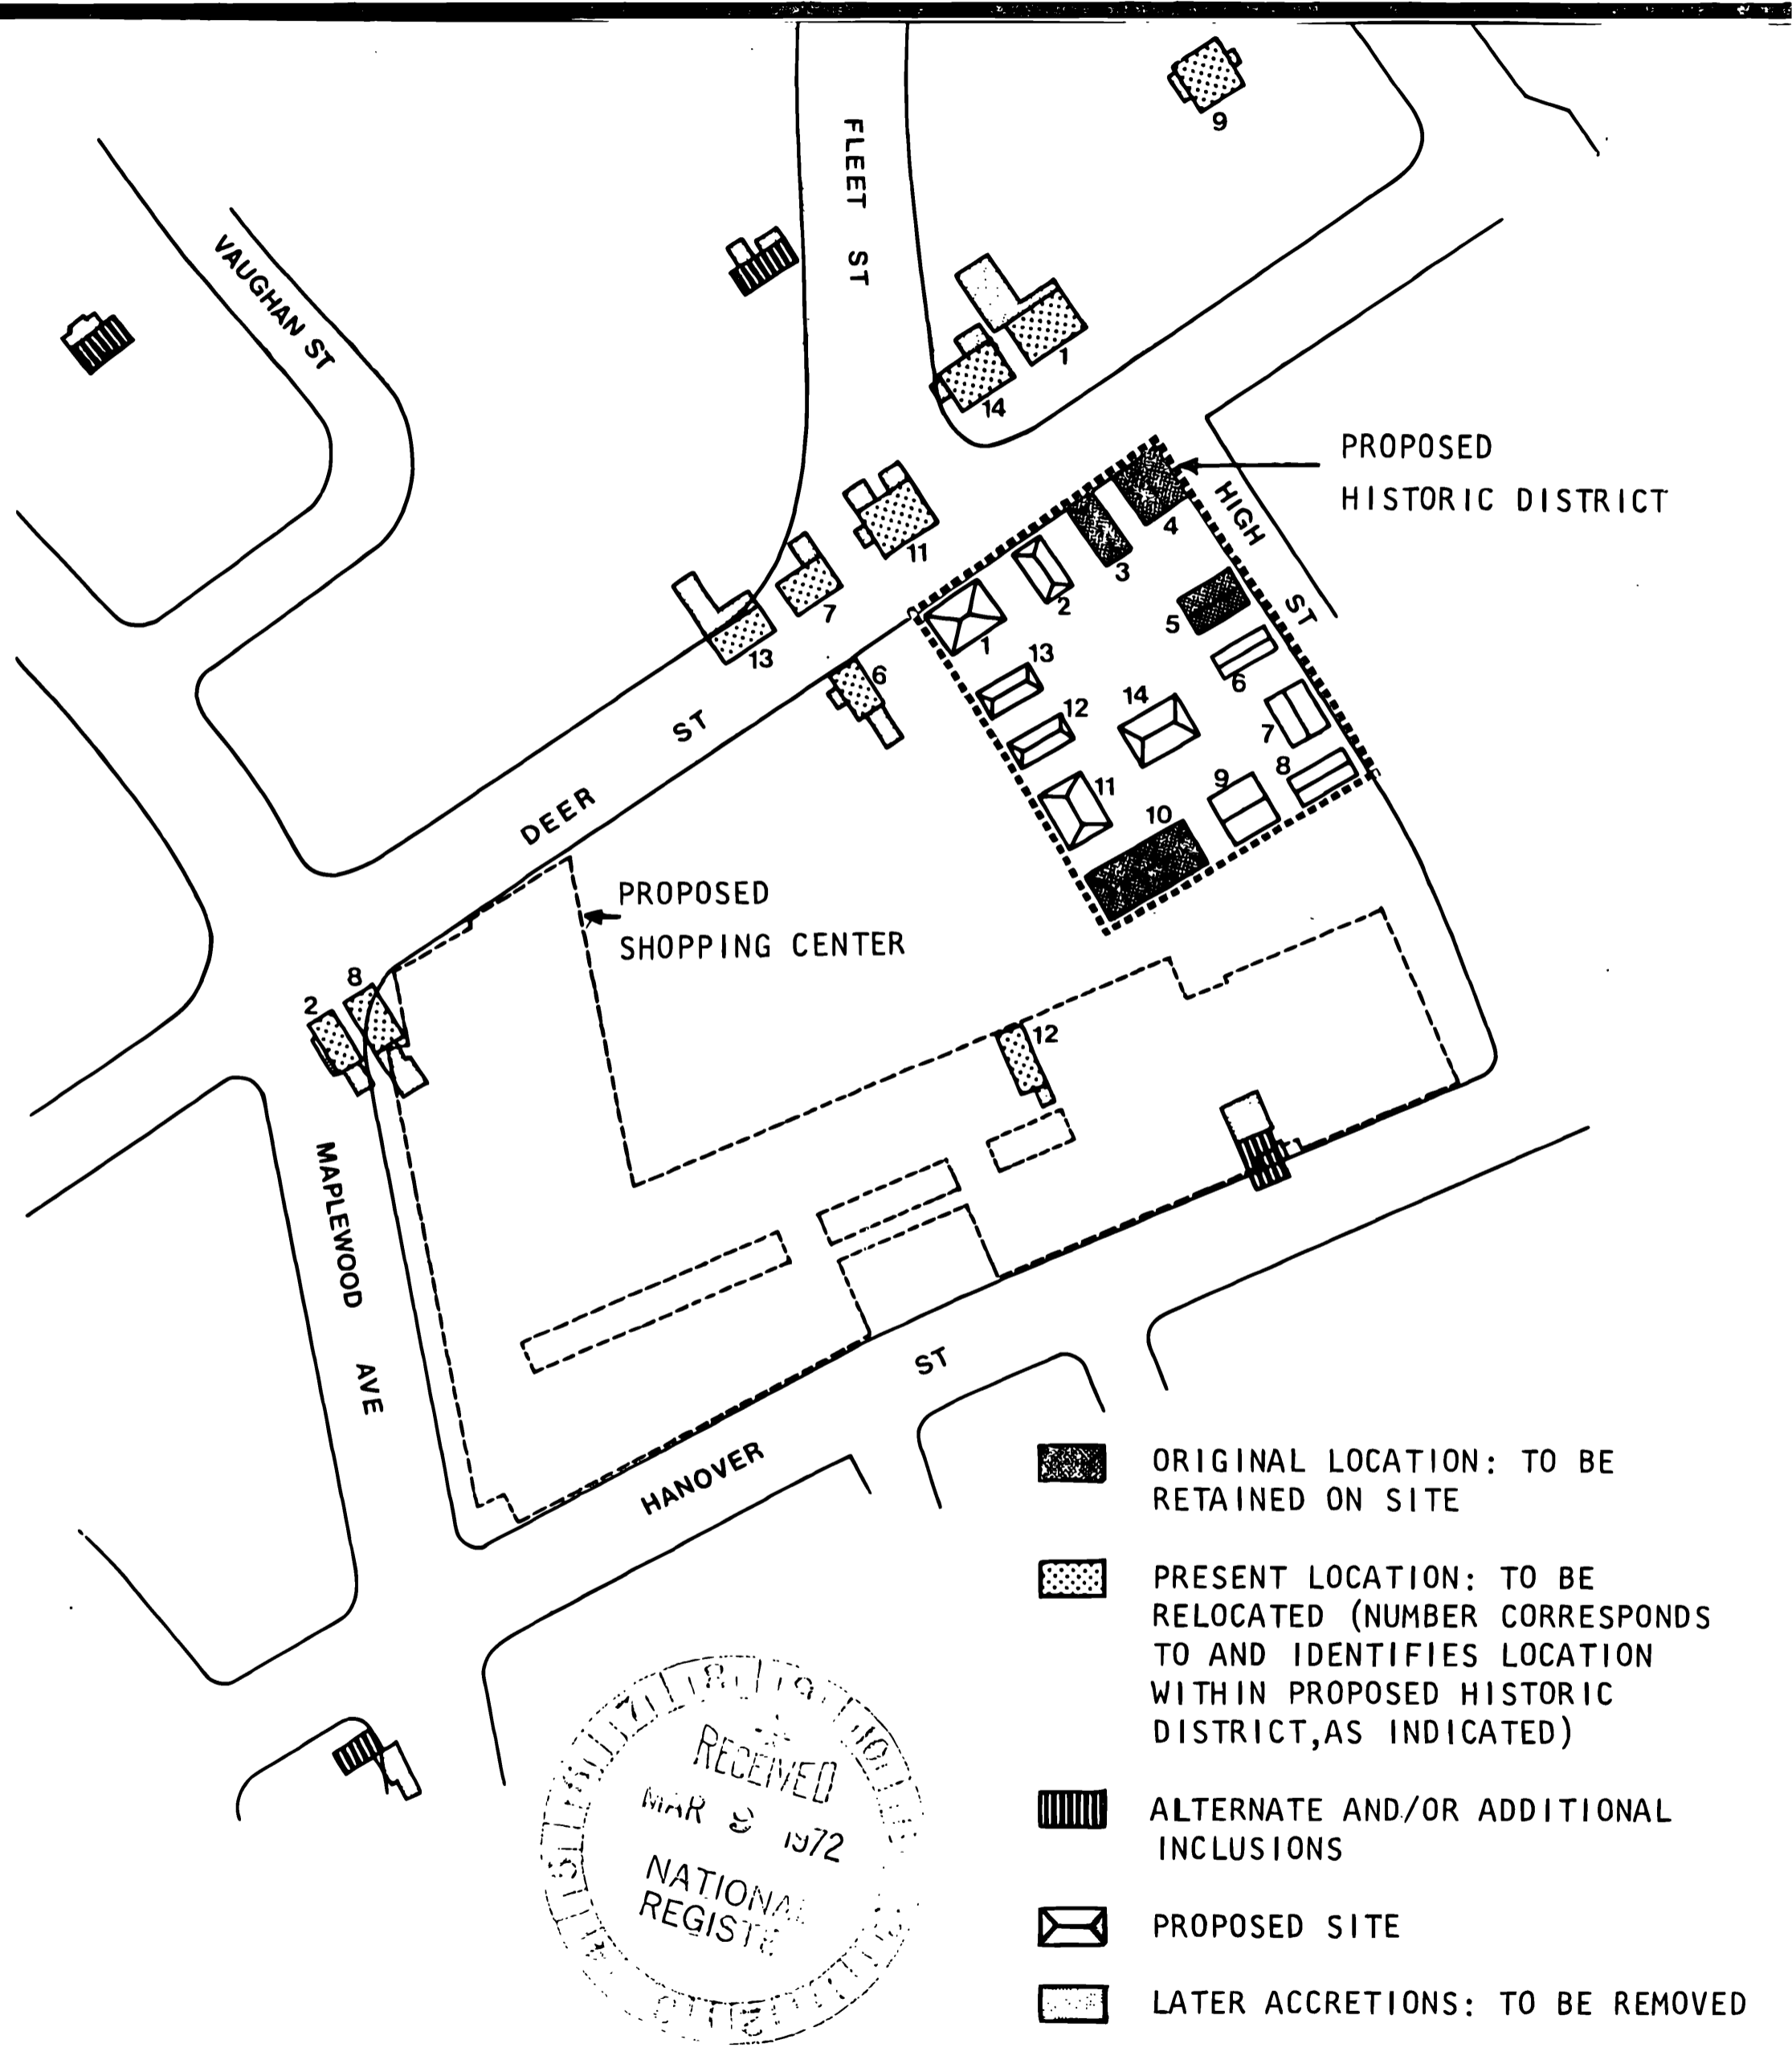 9
FLEET ST
VAUGHAN ST
1
14
PROPOSED
HISTORIC DISTRICT
HIGH ST
4
3
2
11
7
13
6
1
5
13
6
12
14
7
8
9
11
10
DEER ST
PROPOSED
SHOPPING CENTER
8
2
12
MAPLEWOOD AVE
HANOVER ST
ORIGINAL LOCATION: TO BE
RETAINED ON SITE
PRESENT LOCATION: TO BE
RELOCATED (NUMBER CORRESPONDS
TO AND IDENTIFIES LOCATION
WITHIN PROPOSED HISTORIC
DISTRICT,AS INDICATED)
ALTERNATE AND/OR ADDITIONAL
INCLUSIONS
PROPOSED SITE
LATER ACCRETIONS: TO BE REMOVED
RECEIVED
MAR 9 1972
NATIONAL
REGISTE